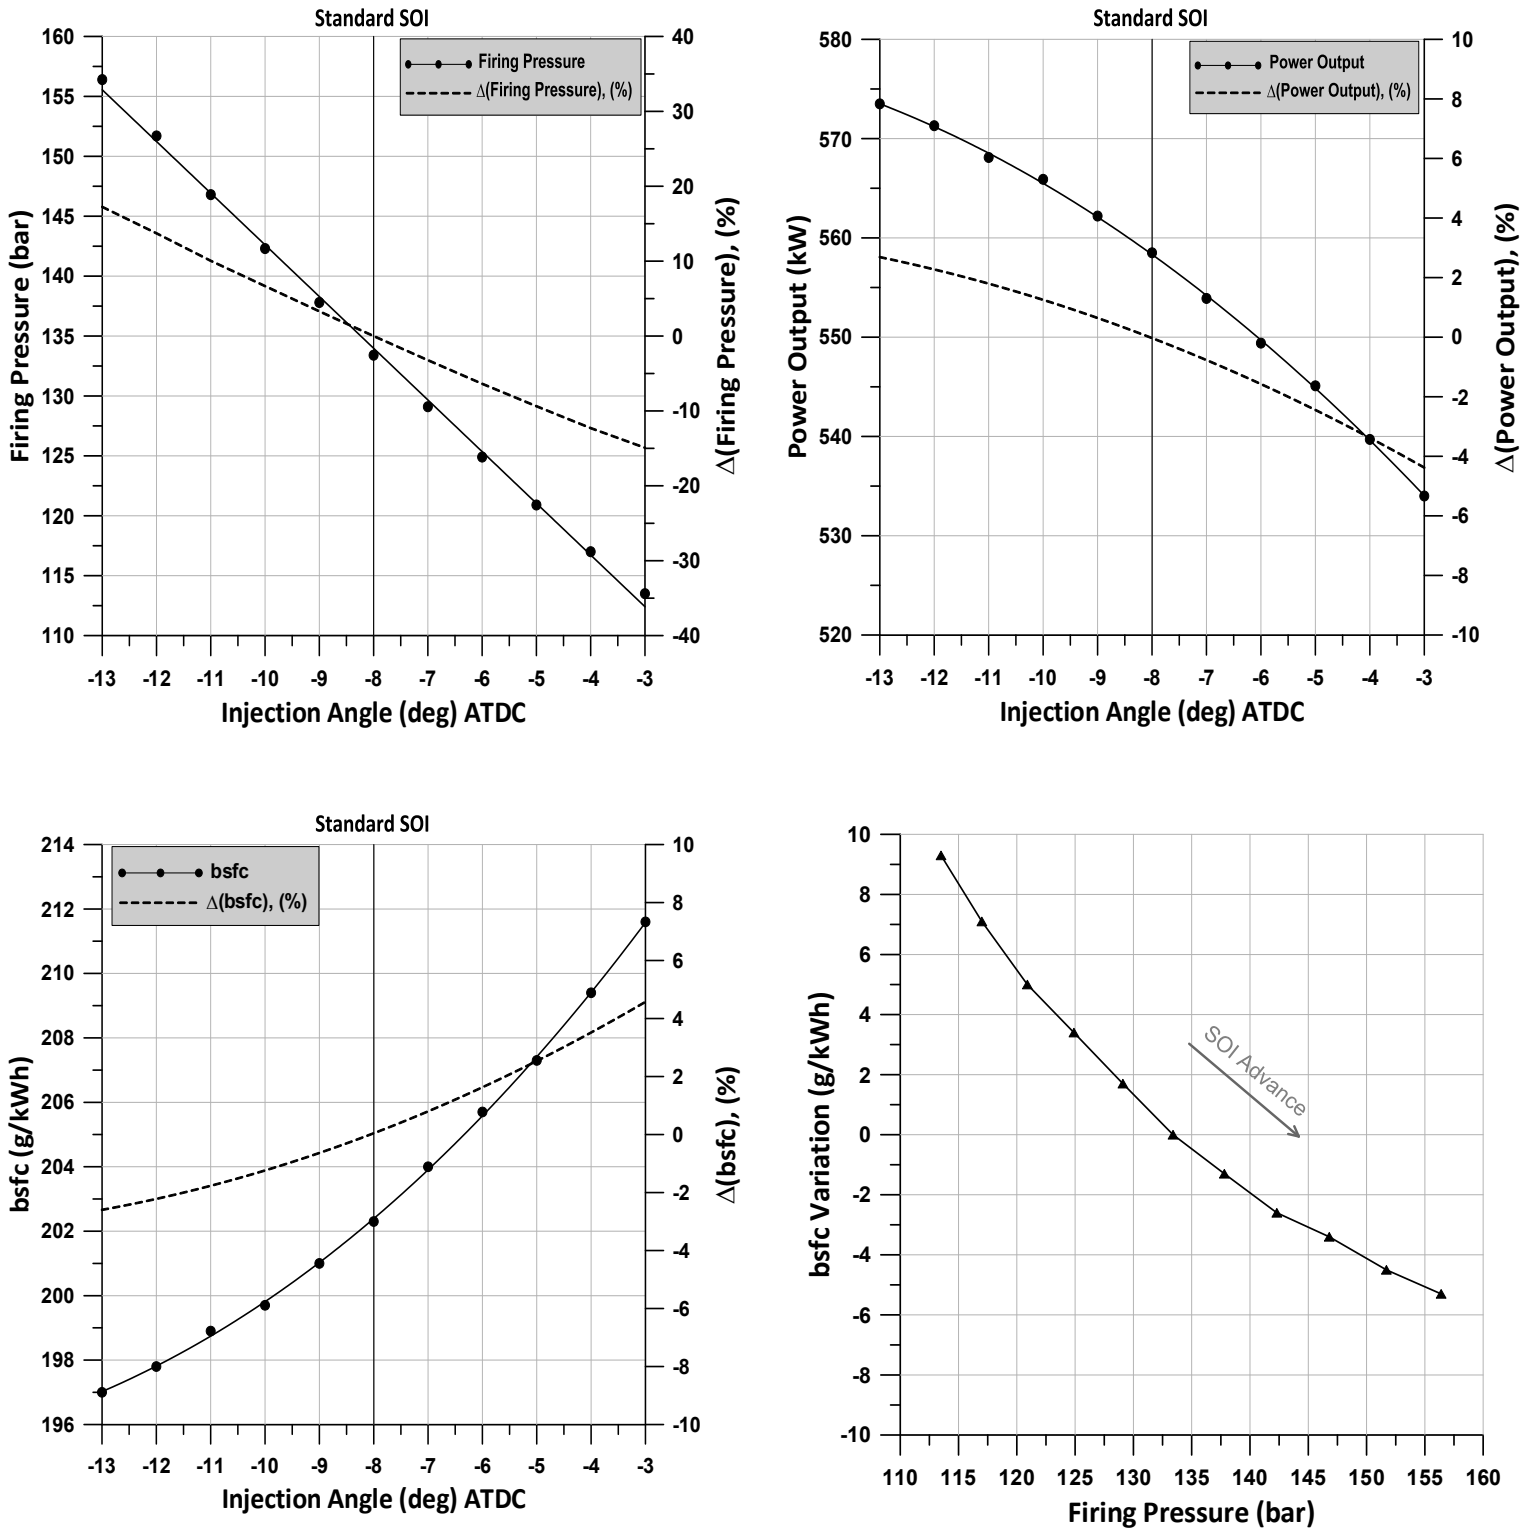 Standard SOI
Firing Pressure
Δ(Firing Pressure), (%)
160
155
150
145
140
135
130
125
120
115
110
40
30
20
10
0
-10
-20
-30
-40
-13 -12 -11 -10 -9 -8 -7 -6 -5 -4 -3
Firing Pressure (bar)
Δ(Firing Pressure), (%)
Injection Angle (deg) ATDC
Standard SOI
Power Output
Δ(Power Output), (%)
580
570
560
550
540
530
520
10
8
6
4
2
0
-2
-4
-6
-8
-10
-13 -12 -11 -10 -9 -8 -7 -6 -5 -4 -3
Power Output (kW)
Δ(Power Output), (%)
Injection Angle (deg) ATDC
Standard SOI
bsfc
Δ(bsfc), (%)
214
212
210
208
206
204
202
200
198
196
10
8
6
4
2
0
-2
-4
-6
-8
-10
-13 -12 -11 -10 -9 -8 -7 -6 -5 -4 -3
bsfc (g/kWh)
Δ(bsfc), (%)
Injection Angle (deg) ATDC
10
8
6
4
2
0
-2
-4
-6
-8
-10
SOI Advance
110 115 120 125 130 135 140 145 150 155 160
bsfc Variation (g/kWh)
Firing Pressure (bar)